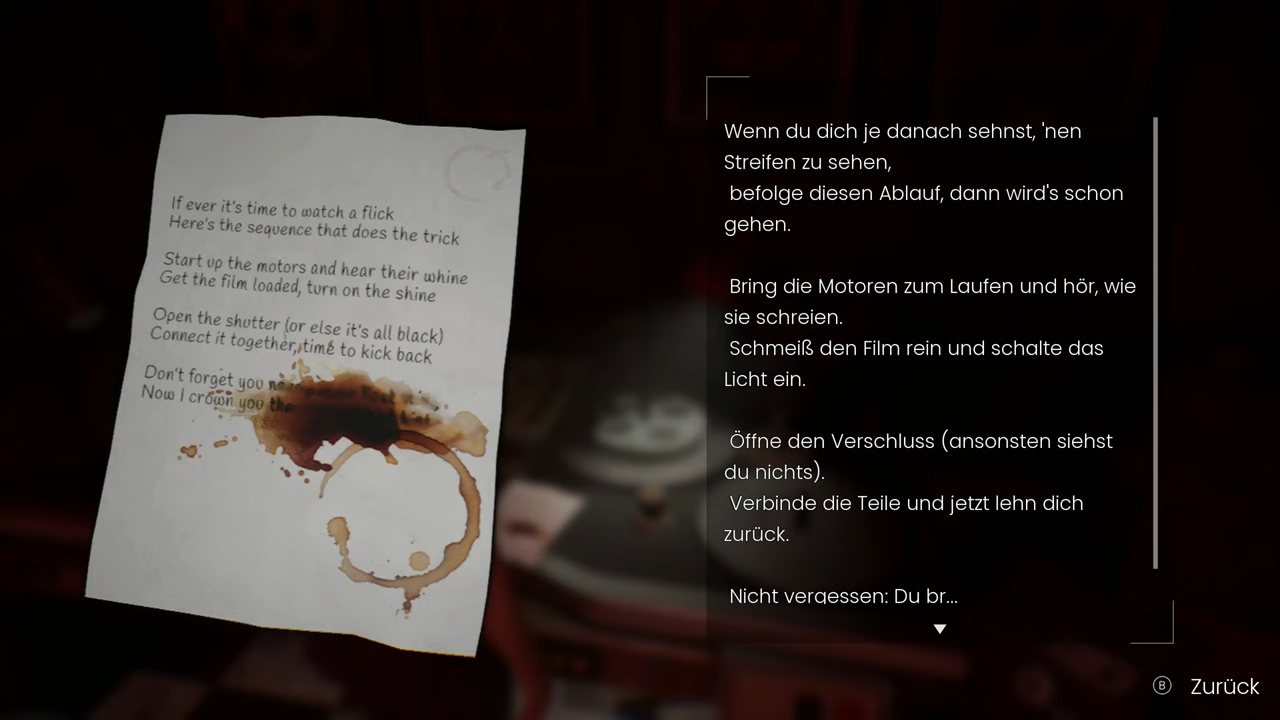 If ever it's time to watch a flick
Here's the sequence that does the trick
Start up the motors and hear their whine
Get the film loaded, turn on the shine
Open the shutter (or else it's all black)
Connect it together, time to kick back
Don't forget you
Now I crown you the
Wenn du dich je danach sehnst, 'nen
Streifen zu sehen,
befolge diesen Ablauf, dann wird's schon
gehen.
Bring die Motoren zum Laufen und hör, wie
sie schreien.
Schmeiß den Film rein und schalte das
Licht ein.
Öffne den Verschluss (ansonsten siehst
du nichts).
Verbinde die Teile und jetzt lehn dich
zurück.
Nicht vergessen: Du br...
B Zurück